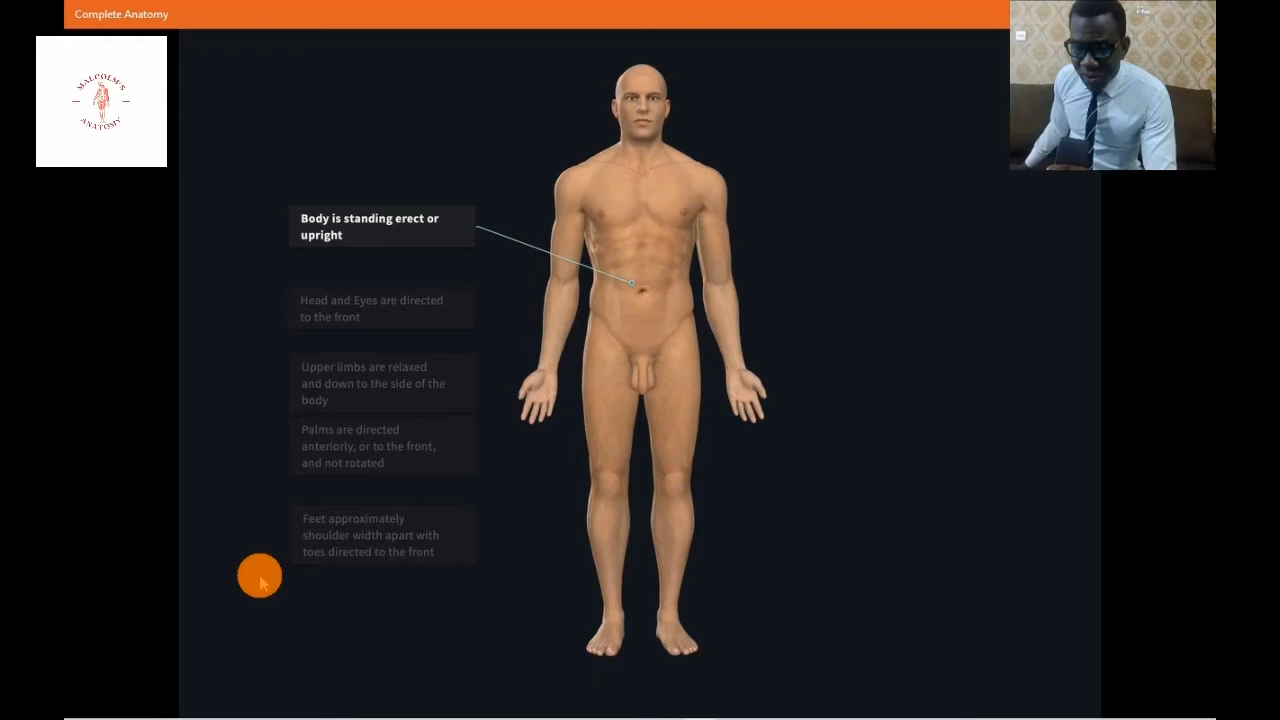 Complete Anatomy
MALCOLM'S
ANATOMY
Body is standing erect or
upright
Head and Eyes are directed
to the front
Upper limbs are relaxed
and down to the side of the
body
Palms are directed
anteriorly, or to the front,
and not rotated
Feet approximately
shoulder width apart with
toes directed to the front